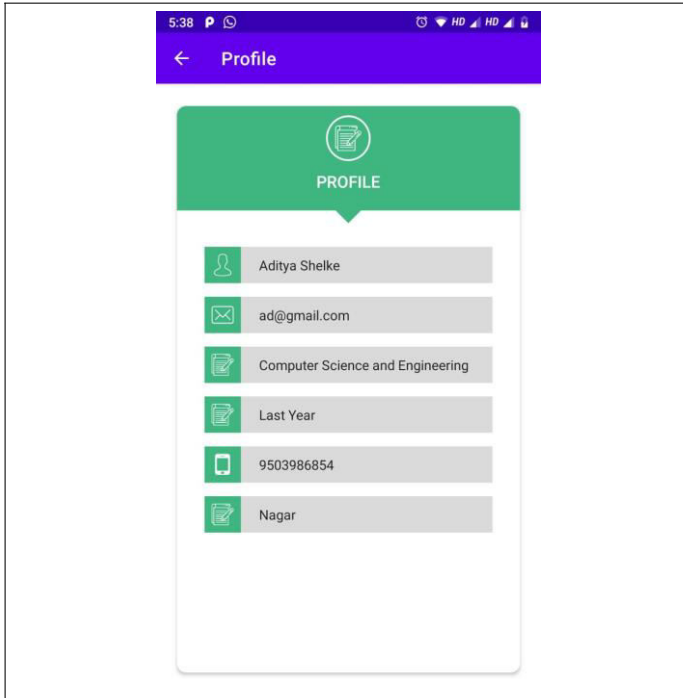 5:38 P HD HD
Profile
PROFILE
Aditya Shelke
ad@gmail.com
Computer Science and Engineering
Last Year
9503986854
Nagar